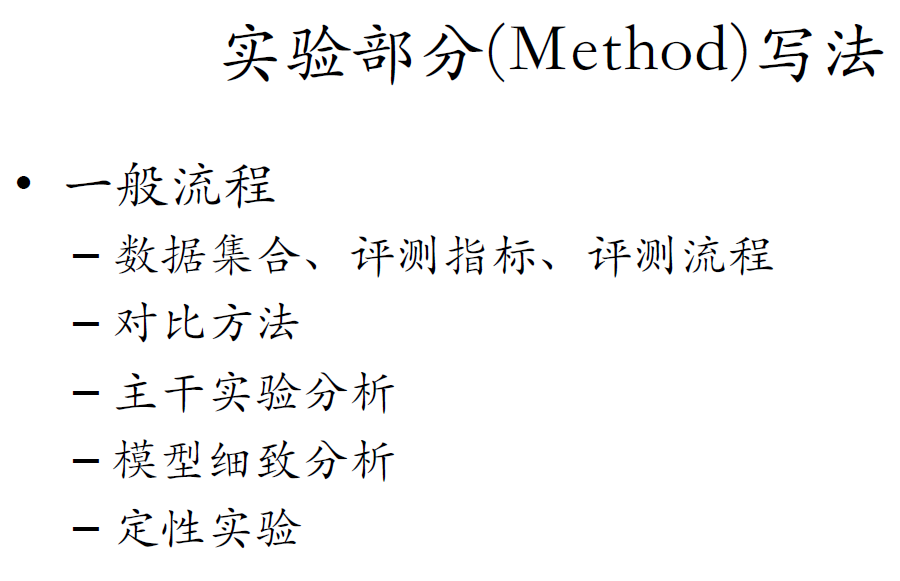 实验部分(Method)写法
• 一般流程
– 数据集合、评测指标、评测流程
– 对比方法
– 主干实验分析
– 模型细致分析
– 定性实验